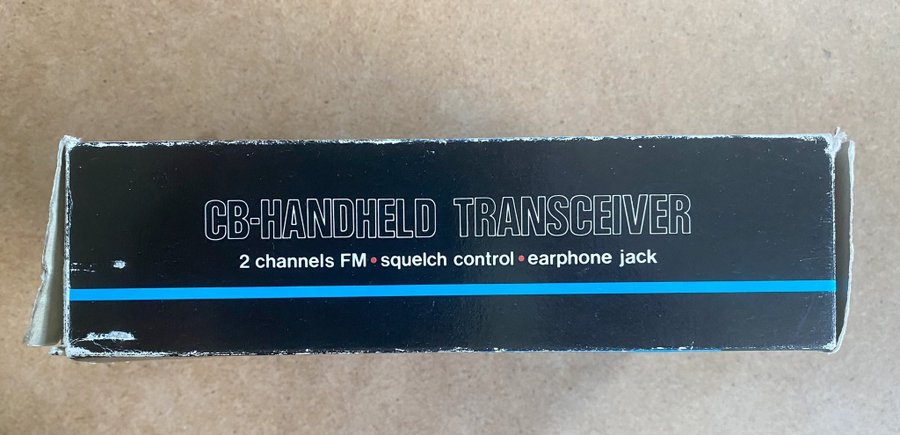 CB-HANDHELD TRANSCEIVER
2 channels FM • squelch control • earphone jack